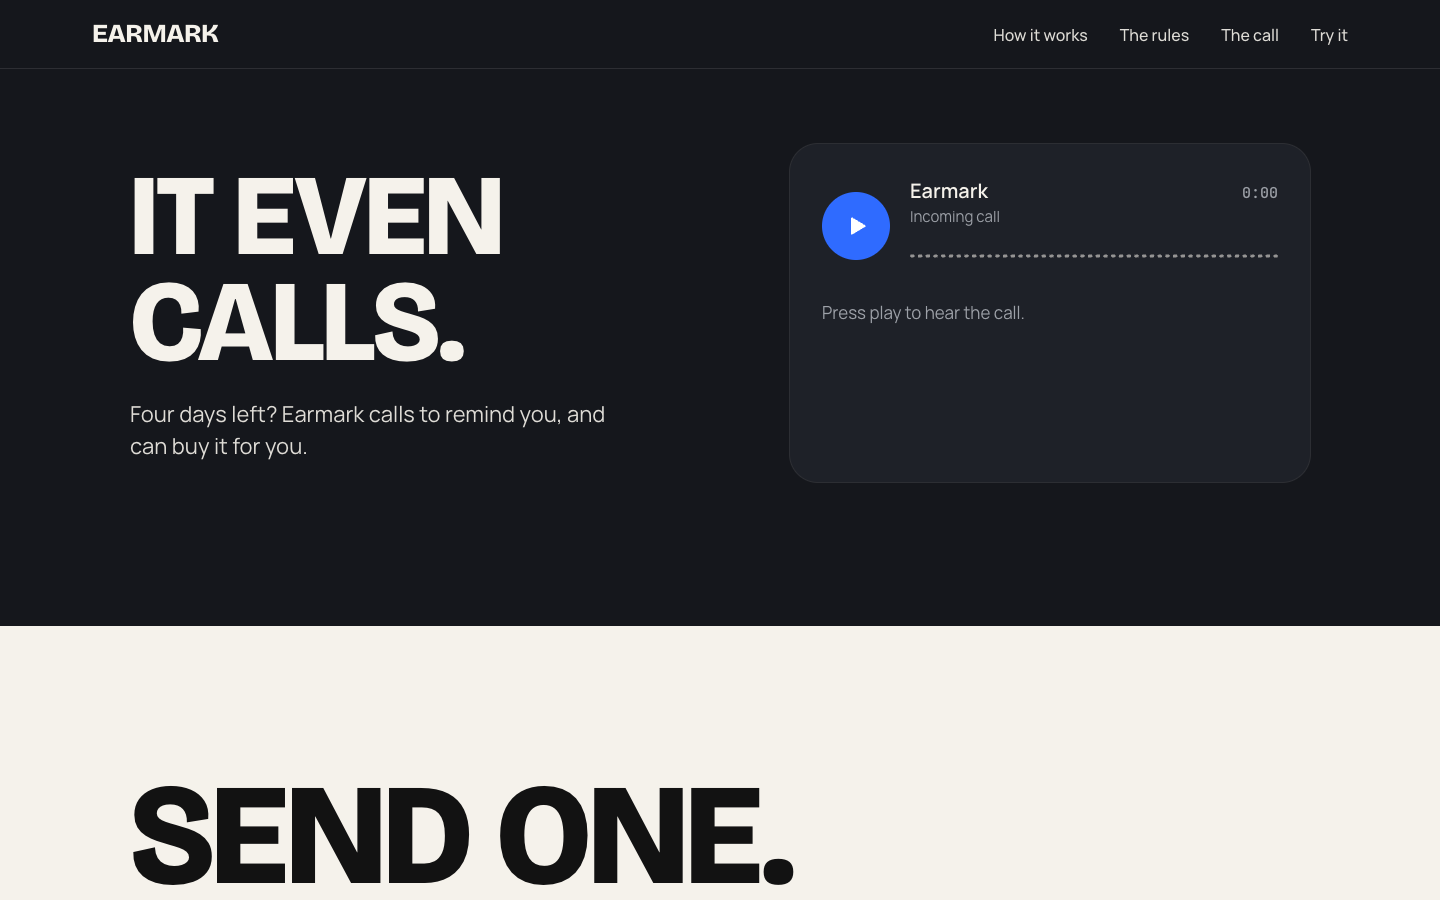 EARMARK
How it works
The rules
The call
Try it
IT EVEN
CALLS.
Four days left? Earmark calls to remind you, and
can buy it for you.
Earmark
0:00
Incoming call
Press play to hear the call.
SEND ONE.